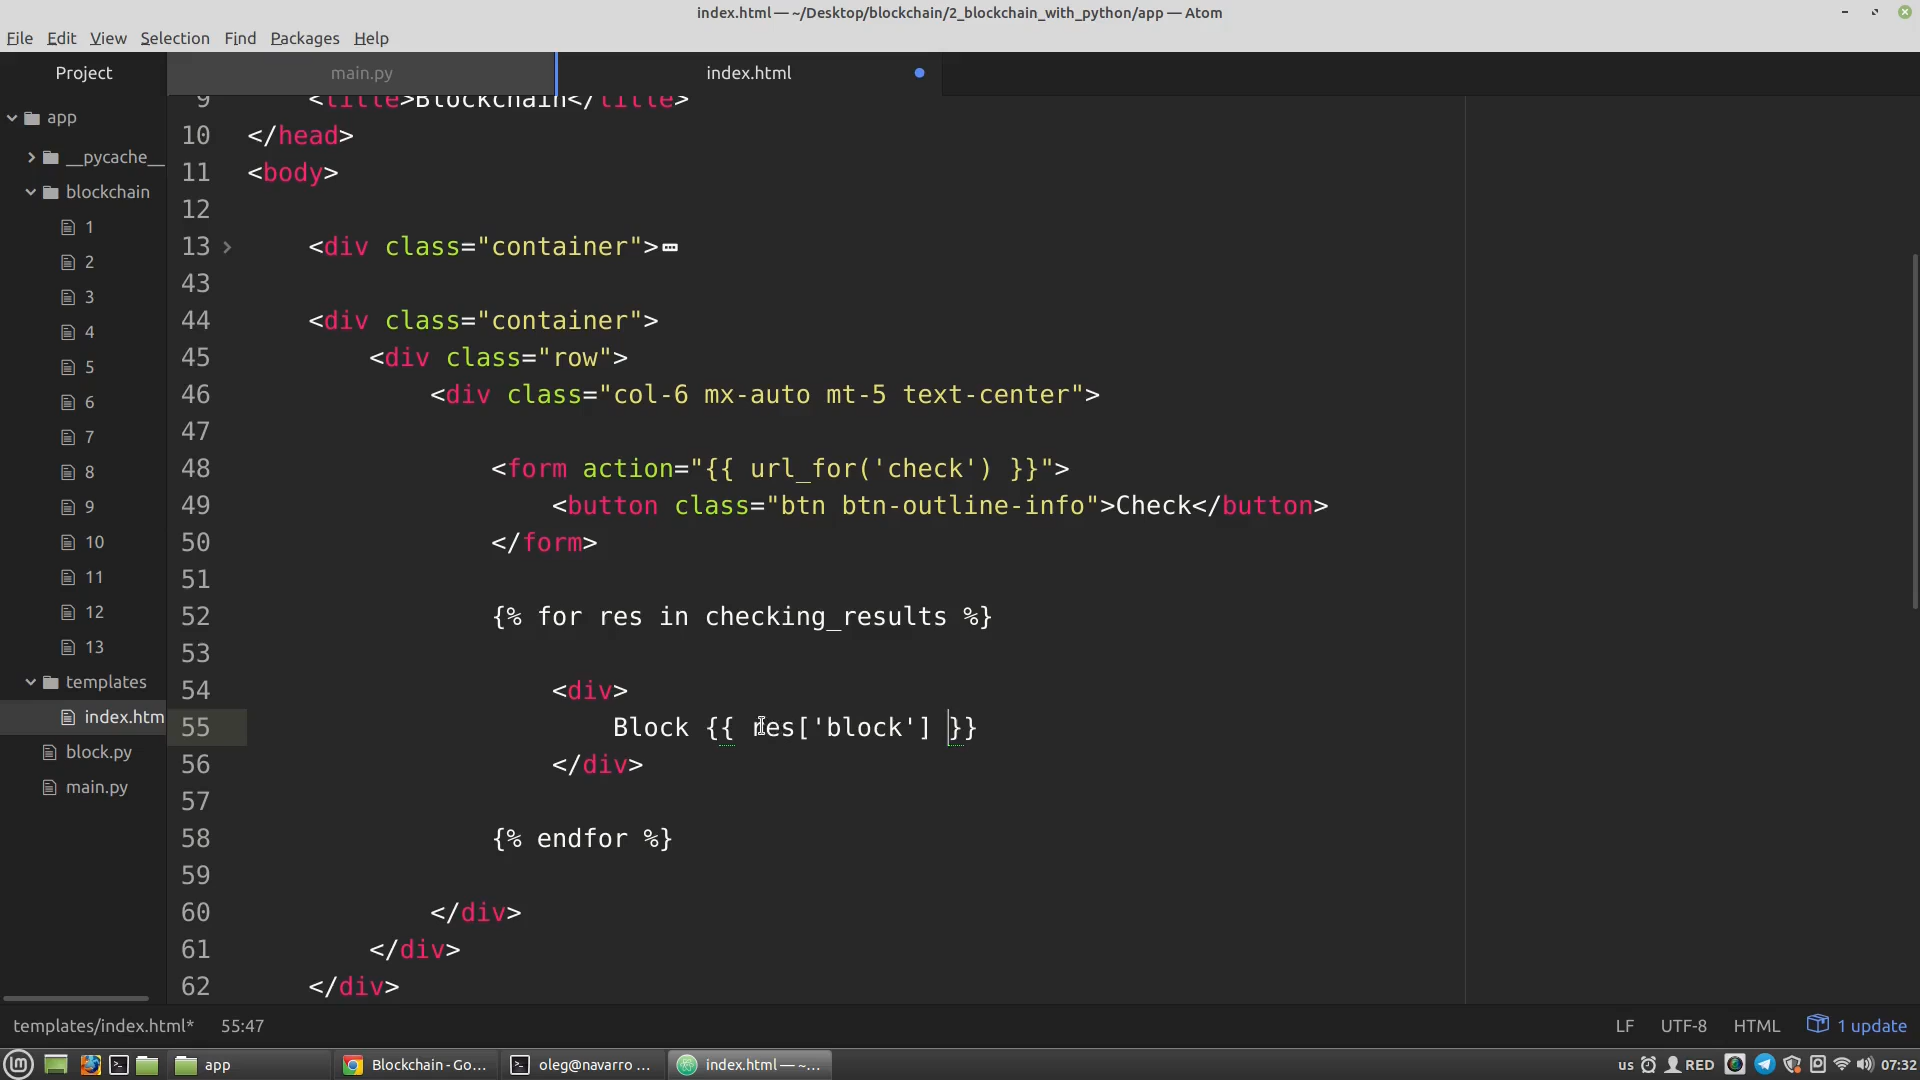 index.html — ~/Desktop/blockchain/2_blockchain_with_python/app — Atom
File Edit View Selection Find Packages Help
Project
main.py
index.html
app
__pycache__
blockchain
1
2
3
4
5
6
7
8
9
10
11
12
13
templates
index.htm
block.py
main.py
9 <title>Blockchain</title>
10 </head>
11 <body>
12
13 <div class="container">
43
44 <div class="container">
45 <div class="row">
46 <div class="col-6 mx-auto mt-5 text-center">
47
48 <form action="{{ url_for('check') }}">
49 <button class="btn btn-outline-info">Check</button>
50 </form>
51
52 {% for res in checking_results %}
53
54 <div>
55 Block {{ res['block'] }}
56 </div>
57
58 {% endfor %}
59
60 </div>
61 </div>
62 </div>
templates/index.html* 55:47 LF UTF-8 HTML 1 update
app Blockchain - Go... oleg@navarro ... index.html — ~... us RED 07:32